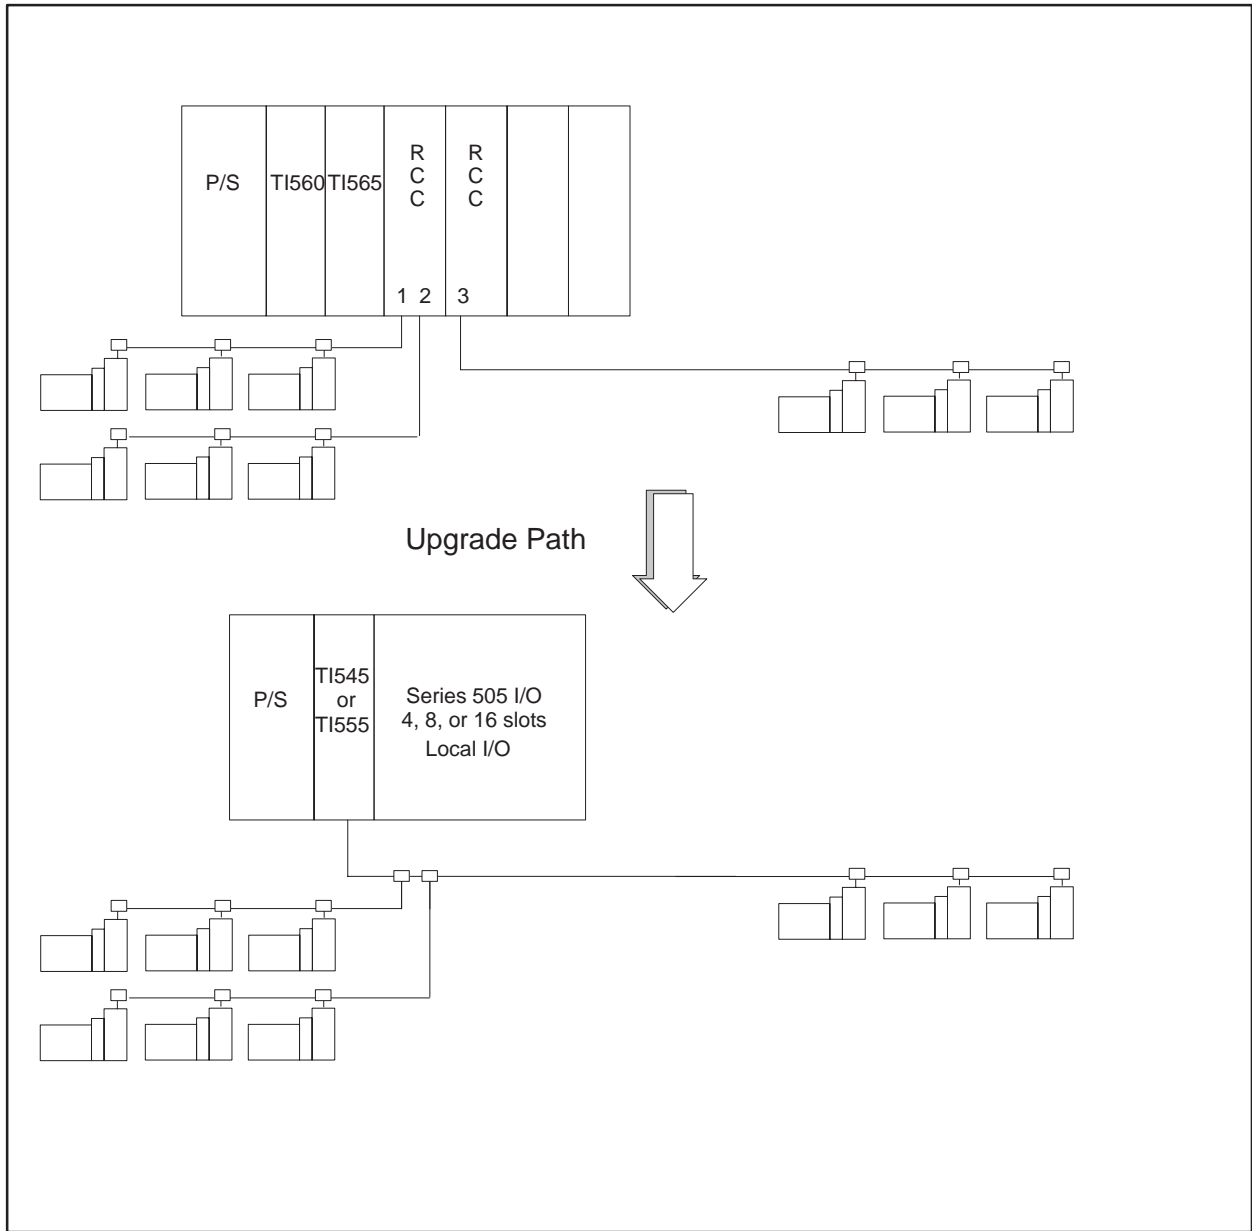 P/S
TI560
TI565
R
C
C
R
C
C
1 2
3
Upgrade Path
P/S
TI545
or
TI555
Series 505 I/O
4, 8, or 16 slots
Local I/O